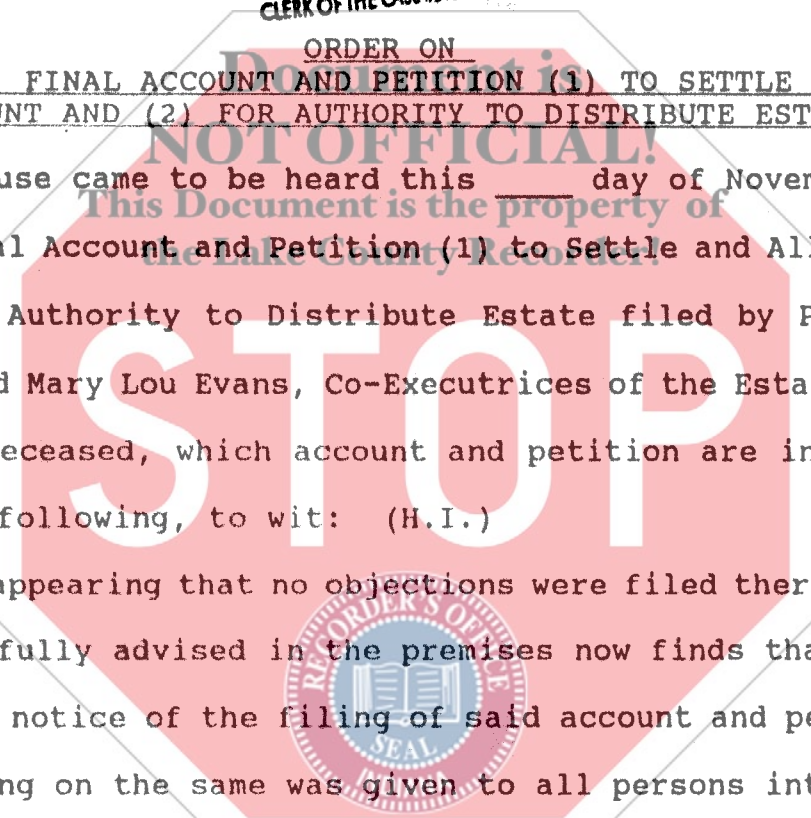 CLERK OF THE
ORDER ON
FINAL ACCOUNT AND PETITION (1) TO SETTLE
UNT AND (2) FOR AUTHORITY TO DISTRIBUTE EST
Document is
NOT OFFICIAL!
This Document is the property of
the Lake County Recorder!
use came to be heard this ____ day of Novem
al Account and Petition (1) to Settle and All
Authority to Distribute Estate filed by P
d Mary Lou Evans, Co-Executrices of the Esta
eceased, which account and petition are in
following, to wit: (H.I.)
STOP
appearing that no objections were filed ther
fully advised in the premises now finds tha
notice of the filing of said account and pe
ng on the same was given to all persons int
RECORDER'S OFFICE
SEAL